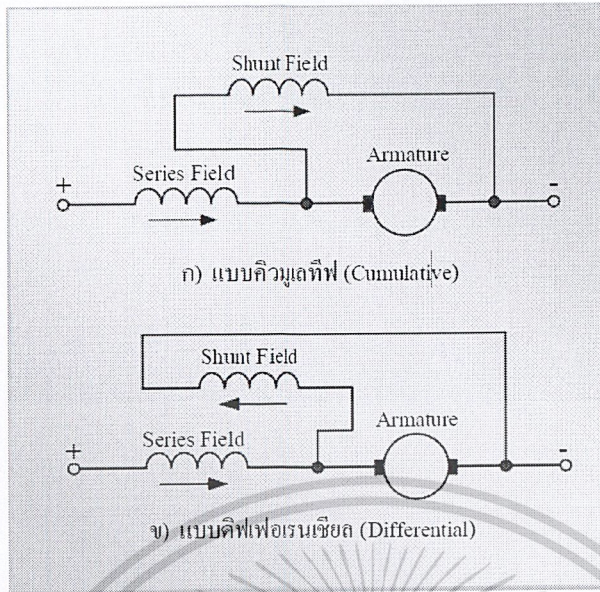 Shunt Field
Armature
+
Series Field
-
ก) แบบคิวมูเลทีฟ (Cumulative)
Shunt Field
Armature
+
Series Field
-
ข) แบบดิฟเฟอเรนเชียล (Differential)